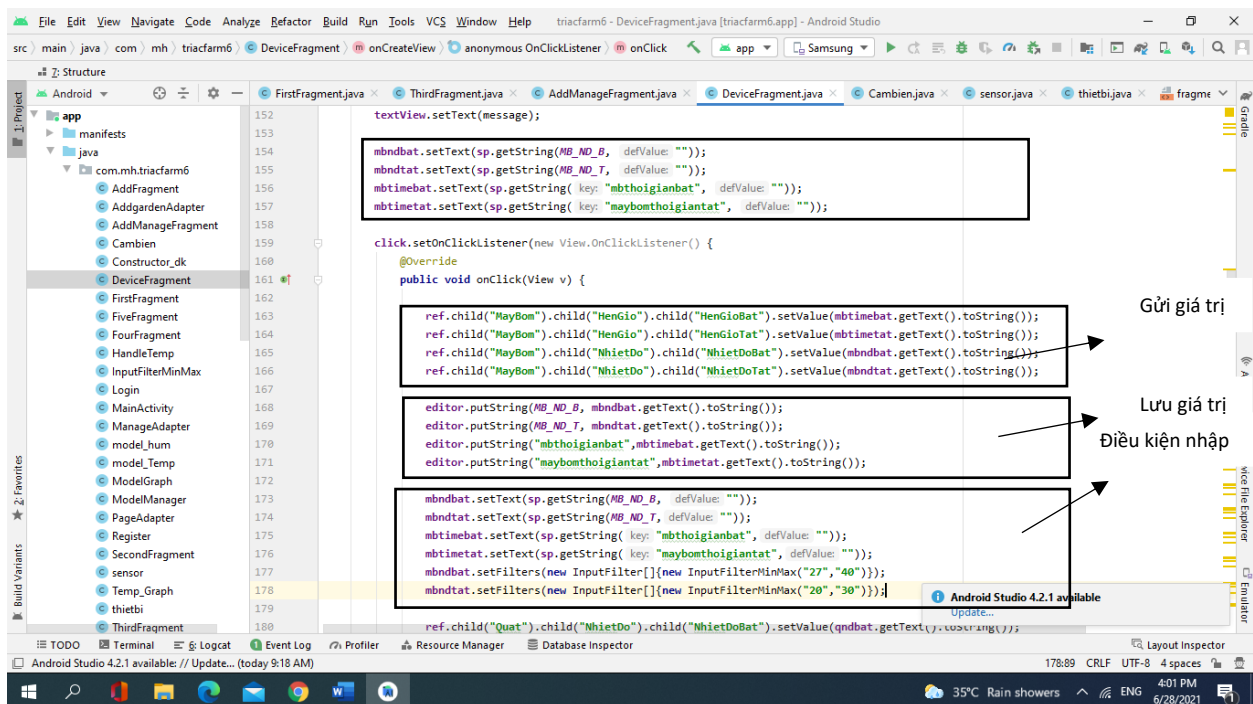 File Edit View Navigate Code Analyze Refactor Build Run Tools VCS Window Help triacfarm6 - DeviceFragment.java [triacfarm6.app] - Android Studio
src main java com mh triacfarm6 DeviceFragment onCreateView anonymous OnClickListener onClick app Samsung
7: Structure
Android
FirstFragment.java ThirdFragment.java AddManageFragment.java DeviceFragment.java Cambien.java sensor.java thietbi.java fragme
1: Project
app
manifests
java
com.mh.triacfarm6
AddFragment
AddgardenAdapter
AddManageFragment
Cambien
Constructor_dk
DeviceFragment
FirstFragment
FiveFragment
FourFragment
HandleTemp
InputFilterMinMax
Login
MainActivity
ManageAdapter
model_hum
model_Temp
ModelGraph
ModelManager
PageAdapter
Register
SecondFragment
sensor
Temp_Graph
thietbi
ThirdFragment
2: Favorites
Build Variants
152 textView.setText(message);
153
154 mbndbat.setText(sp.getString(MB_ND_B, defValue: ""));
155 mbndtat.setText(sp.getString(MB_ND_T, defValue: ""));
156 mbtimebat.setText(sp.getString( key: "mbthoigianbat", defValue: ""));
157 mbtimetat.setText(sp.getString( key: "maybomthoigiantat", defValue: ""));
158
159 click.setOnClickListener(new View.OnClickListener() {
160 @Override
161 public void onClick(View v) {
162
163 ref.child("MayBom").child("HenGio").child("HenGioBat").setValue(mbtimebat.getText().toString());
164 ref.child("MayBom").child("HenGio").child("HenGioTat").setValue(mbtimetat.getText().toString());
165 ref.child("MayBom").child("NhietDo").child("NhietDoBat").setValue(mbndbat.getText().toString());
166 ref.child("MayBom").child("NhietDo").child("NhietDoTat").setValue(mbndtat.getText().toString());
167
168 editor.putString(MB_ND_B, mbndbat.getText().toString());
169 editor.putString(MB_ND_T, mbndtat.getText().toString());
170 editor.putString("mbthoigianbat",mbtimebat.getText().toString());
171 editor.putString("maybomthoigiantat",mbtimetat.getText().toString());
172
173 mbndbat.setText(sp.getString(MB_ND_B, defValue: ""));
174 mbndtat.setText(sp.getString(MB_ND_T, defValue: ""));
175 mbtimebat.setText(sp.getString( key: "mbthoigianbat", defValue: ""));
176 mbtimetat.setText(sp.getString( key: "maybomthoigiantat", defValue: ""));
177 mbndbat.setFilters(new InputFilter[]{new InputFilterMinMax("27","40")});
178 mbndtat.setFilters(new InputFilter[]{new InputFilterMinMax("20","30")});
179
180 ref.child("Quat").child("NhietDo").child("NhietDoBat").setValue(qndbat.getText().toString());
Gửi giá trị
Lưu giá trị
Điều kiện nhập
Gradle
vice File Explorer
Emulator
Android Studio 4.2.1 available
Update...
TODO Terminal 6: Logcat Event Log Profiler Resource Manager Database Inspector Layout Inspector
Android Studio 4.2.1 available: // Update... (today 9:18 AM) 178:89 CRLF UTF-8 4 spaces
35°C Rain showers ENG 4:01 PM
6/28/2021